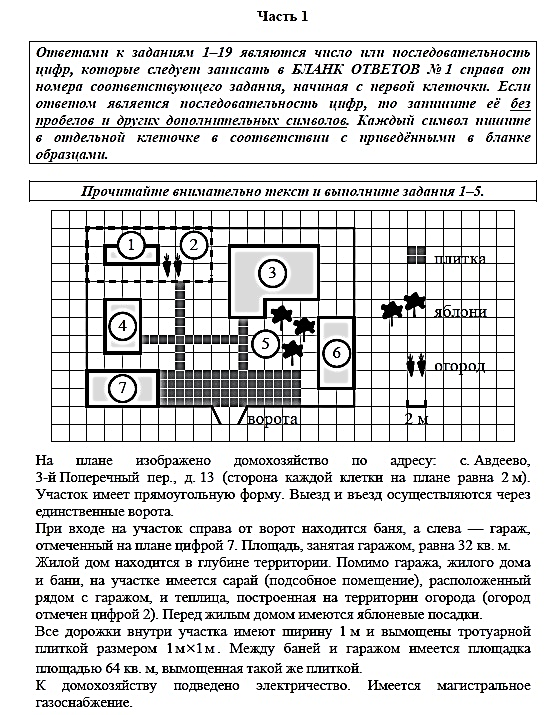 Часть 1
Ответами к заданиям 1–19 являются число или последовательность
цифр, которые следует записать в БЛАНК ОТВЕТОВ № 1 справа от
номера соответствующего задания, начиная с первой клеточки. Если
ответом является последовательность цифр, то запишите её без
пробелов и других дополнительных символов. Каждый символ пишите
в отдельной клеточке в соответствии с приведёнными в бланке
образцами.
Прочитайте внимательно текст и выполните задания 1–5.
1
2
3
плитка
4
5
яблони
6
7
огород
ворота
2 м
На плане изображено домохозяйство по адресу: с. Авдеево,
3-й Поперечный пер., д. 13 (сторона каждой клетки на плане равна 2 м).
Участок имеет прямоугольную форму. Выезд и въезд осуществляются через
единственные ворота.
При входе на участок справа от ворот находится баня, а слева — гараж,
отмеченный на плане цифрой 7. Площадь, занятая гаражом, равна 32 кв. м.
Жилой дом находится в глубине территории. Помимо гаража, жилого дома
и бани, на участке имеется сарай (подсобное помещение), расположенный
рядом с гаражом, и теплица, построенная на территории огорода (огород
отмечен цифрой 2). Перед жилым домом имеются яблоневые посадки.
Все дорожки внутри участка имеют ширину 1 м и вымощены тротуарной
плиткой размером 1м×1м. Между баней и гаражом имеется площадка
площадью 64 кв. м, вымощенная такой же плиткой.
К домохозяйству подведено электричество. Имеется магистральное
газоснабжение.